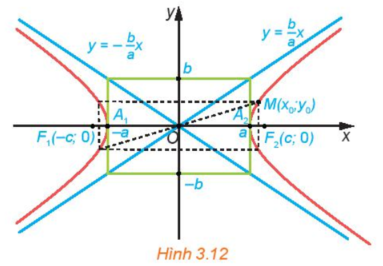 y
y = -b/a x
y = b/a x
b
M(x₀;y₀)
A₁
A₂
F₁(-c; 0)
-a
O
a
F₂(c; 0)
x
-b
Hình 3.12